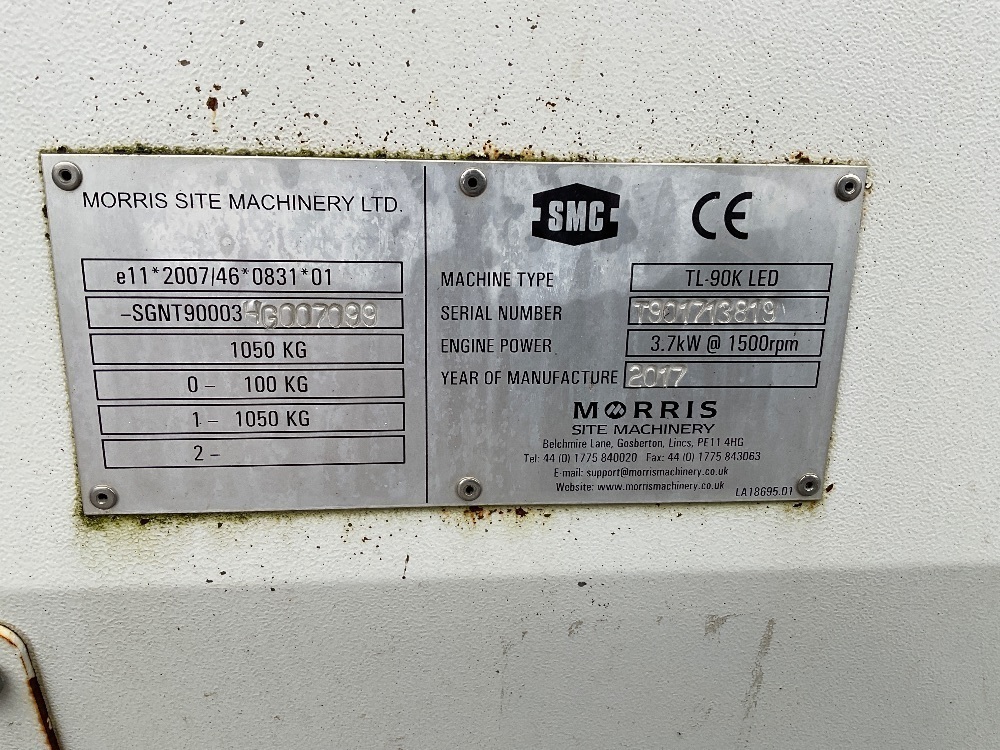 MORRIS SITE MACHINERY LTD.
e11*2007/46*0831*01
-SGNT90003HG007099
1050 KG
0 - 100 KG
1 - 1050 KG
2 -
SMC CE
MACHINE TYPE TL-90K LED
SERIAL NUMBER T901713819
ENGINE POWER 3.7kW @ 1500rpm
YEAR OF MANUFACTURE 2017
MORRIS
SITE MACHINERY
Belchmire Lane, Gosberton, Lincs, PE11 4HG
Tel: 44 (0) 1775 840020 Fax: 44 (0) 1775 843063
E-mail: support@morrismachinery.co.uk
Website: www.morrismachinery.co.uk
LA18695.01